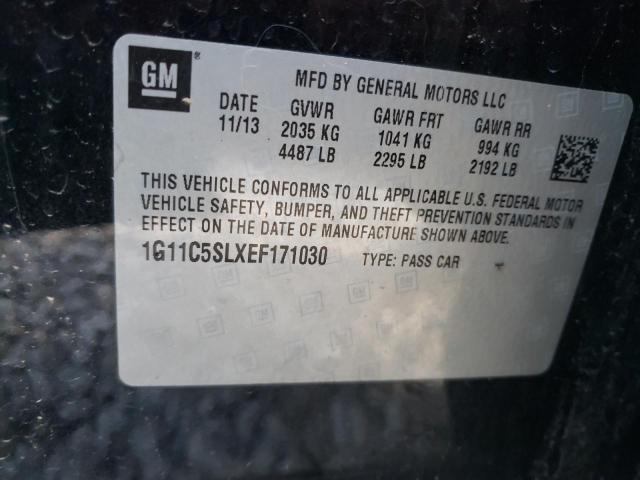 GM
MFD BY GENERAL MOTORS LLC
DATE GVWR GAWR FRT GAWR RR
11/13 2035 KG 1041 KG 994 KG
4487 LB 2295 LB 2192 LB
THIS VEHICLE CONFORMS TO ALL APPLICABLE U.S. FEDERAL MOTOR
VEHICLE SAFETY, BUMPER, AND THEFT PREVENTION STANDARDS IN
EFFECT ON THE DATE OF MANUFACTURE SHOWN ABOVE.
1G11C5SLXEF171030 TYPE: PASS CAR